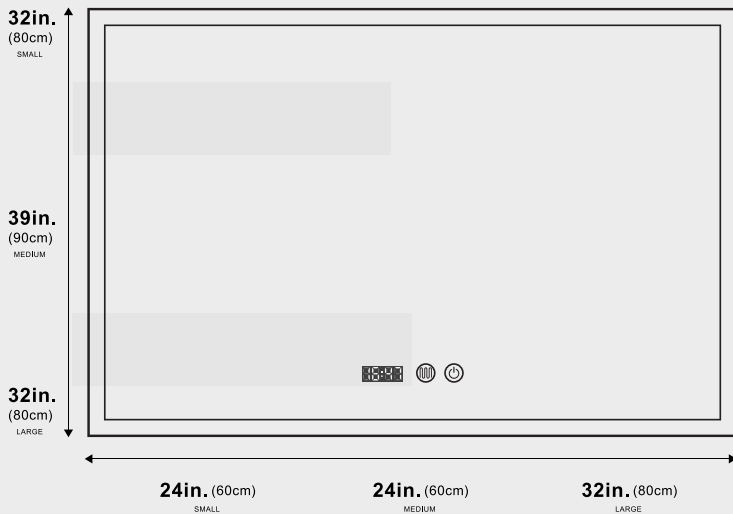 32in.
(80cm)
SMALL
39in.
(90cm)
MEDIUM
32in.
(80cm)
LARGE
24in. (60cm)
SMALL
24in. (60cm)
MEDIUM
32in. (80cm)
LARGE